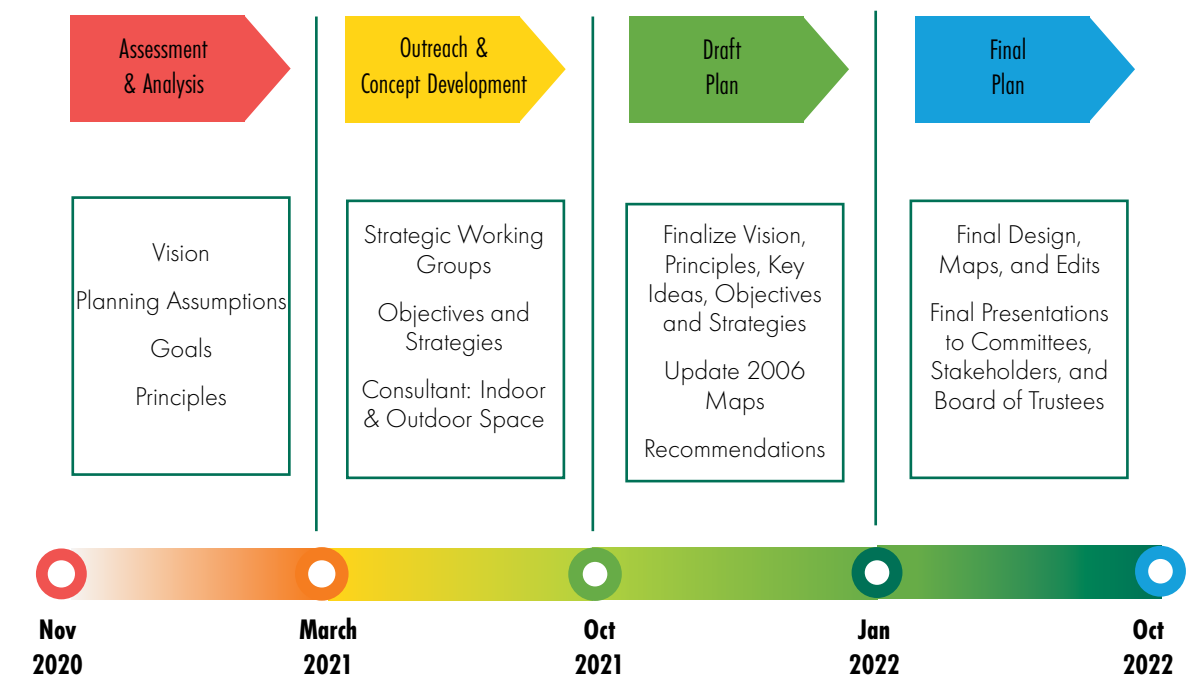 Assessment
& Analysis
Outreach &
Concept Development
Draft
Plan
Final
Plan
Vision
Planning Assumptions
Goals
Principles
Strategic Working
Groups
Objectives and
Strategies
Consultant: Indoor
& Outdoor Space
Finalize Vision,
Principles, Key
Ideas, Objectives
and Strategies
Update 2006
Maps
Recommendations
Final Design,
Maps, and Edits
Final Presentations
to Committees,
Stakeholders, and
Board of Trustees
Nov
2020
March
2021
Oct
2021
Jan
2022
Oct
2022